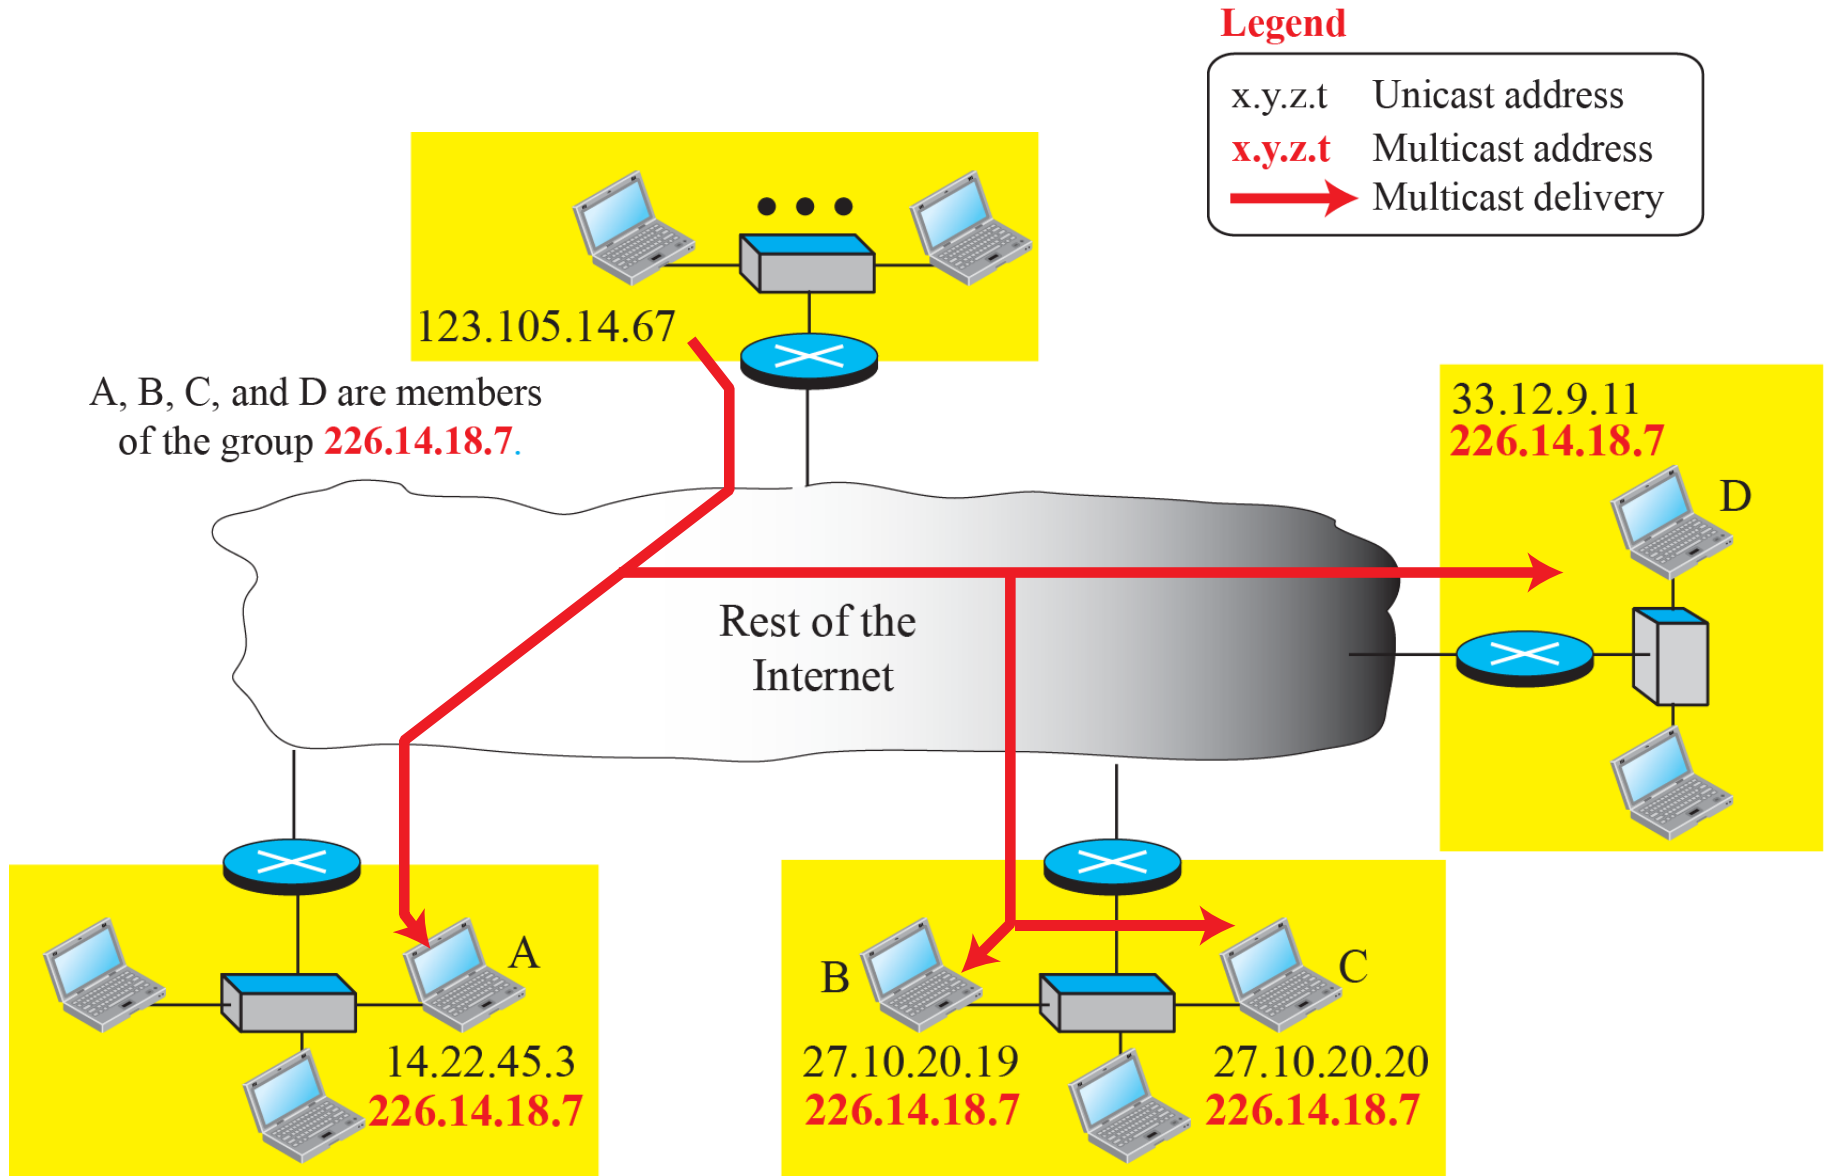 Legend
x.y.z.t Unicast address
x.y.z.t Multicast address
Multicast delivery
123.105.14.67
A, B, C, and D are members
of the group 226.14.18.7.
33.12.9.11
226.14.18.7
D
Rest of the
Internet
A
14.22.45.3
226.14.18.7
B
C
27.10.20.19
226.14.18.7
27.10.20.20
226.14.18.7